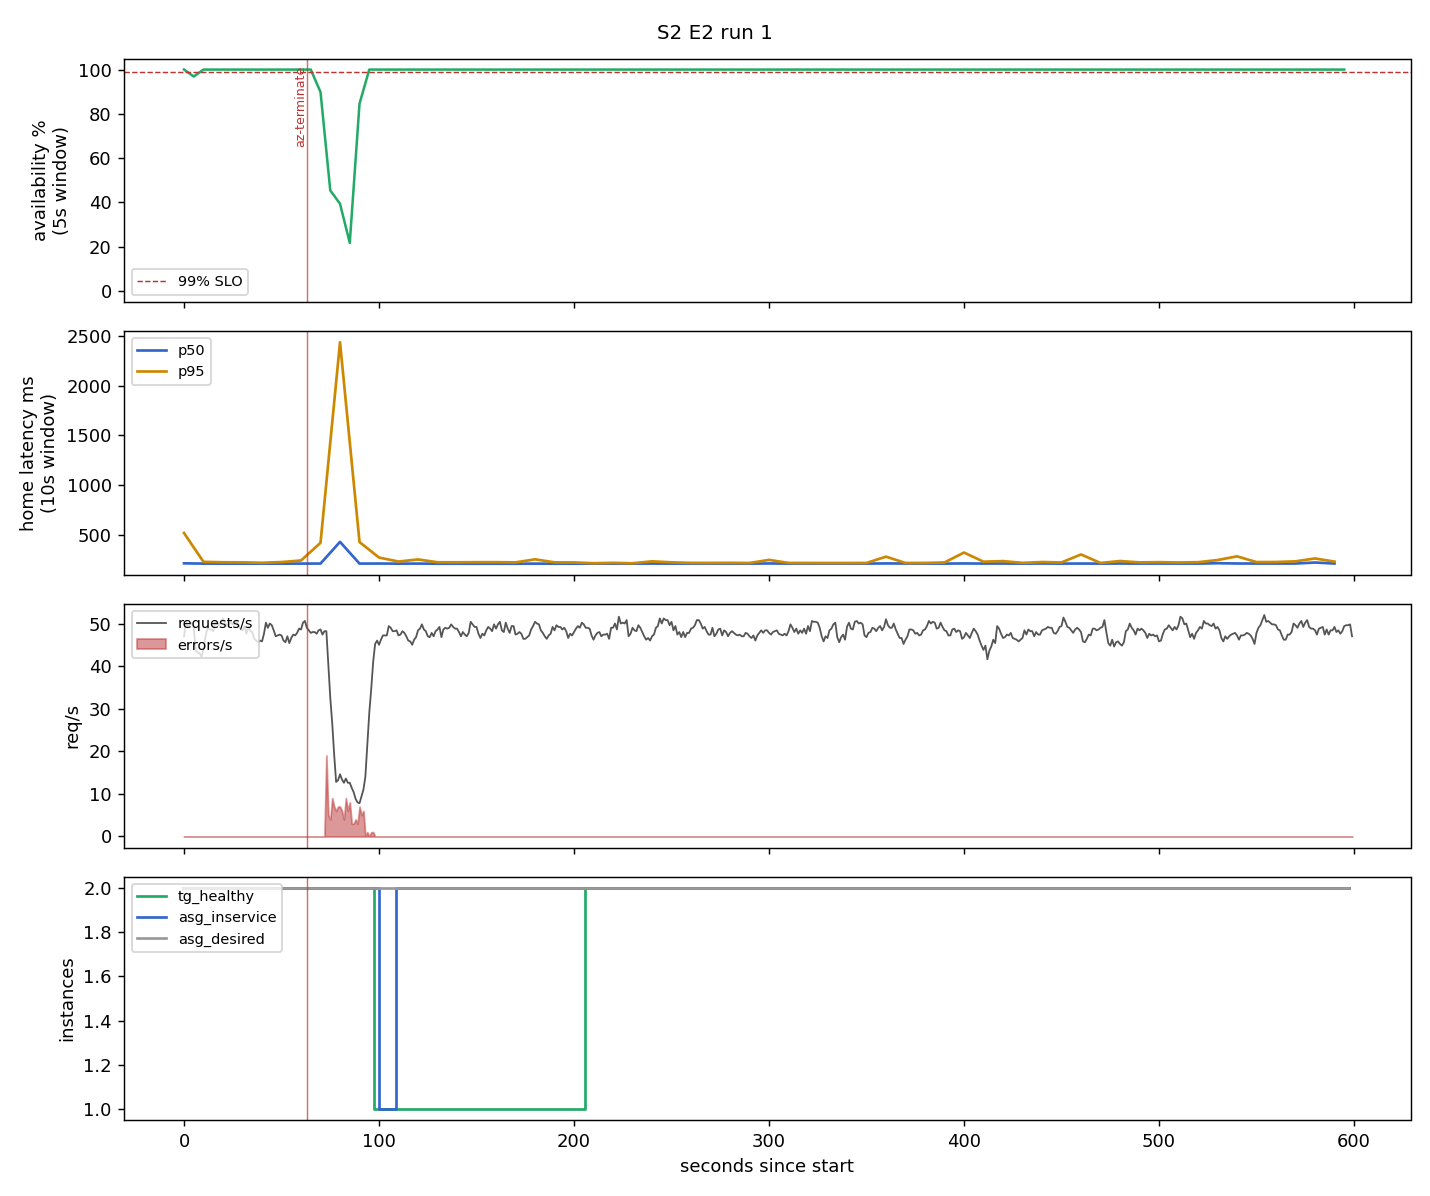 S2 E2 run 1
100
80
60
40
20
0
availability %
(5s window)
az-terminate
99% SLO
2500
2000
1500
1000
500
home latency ms
(10s window)
p50
p95
50
40
30
20
10
0
req/s
requests/s
errors/s
2.0
1.8
1.6
1.4
1.2
1.0
instances
tg_healthy
asg_inservice
asg_desired
0 100 200 300 400 500 600
seconds since start